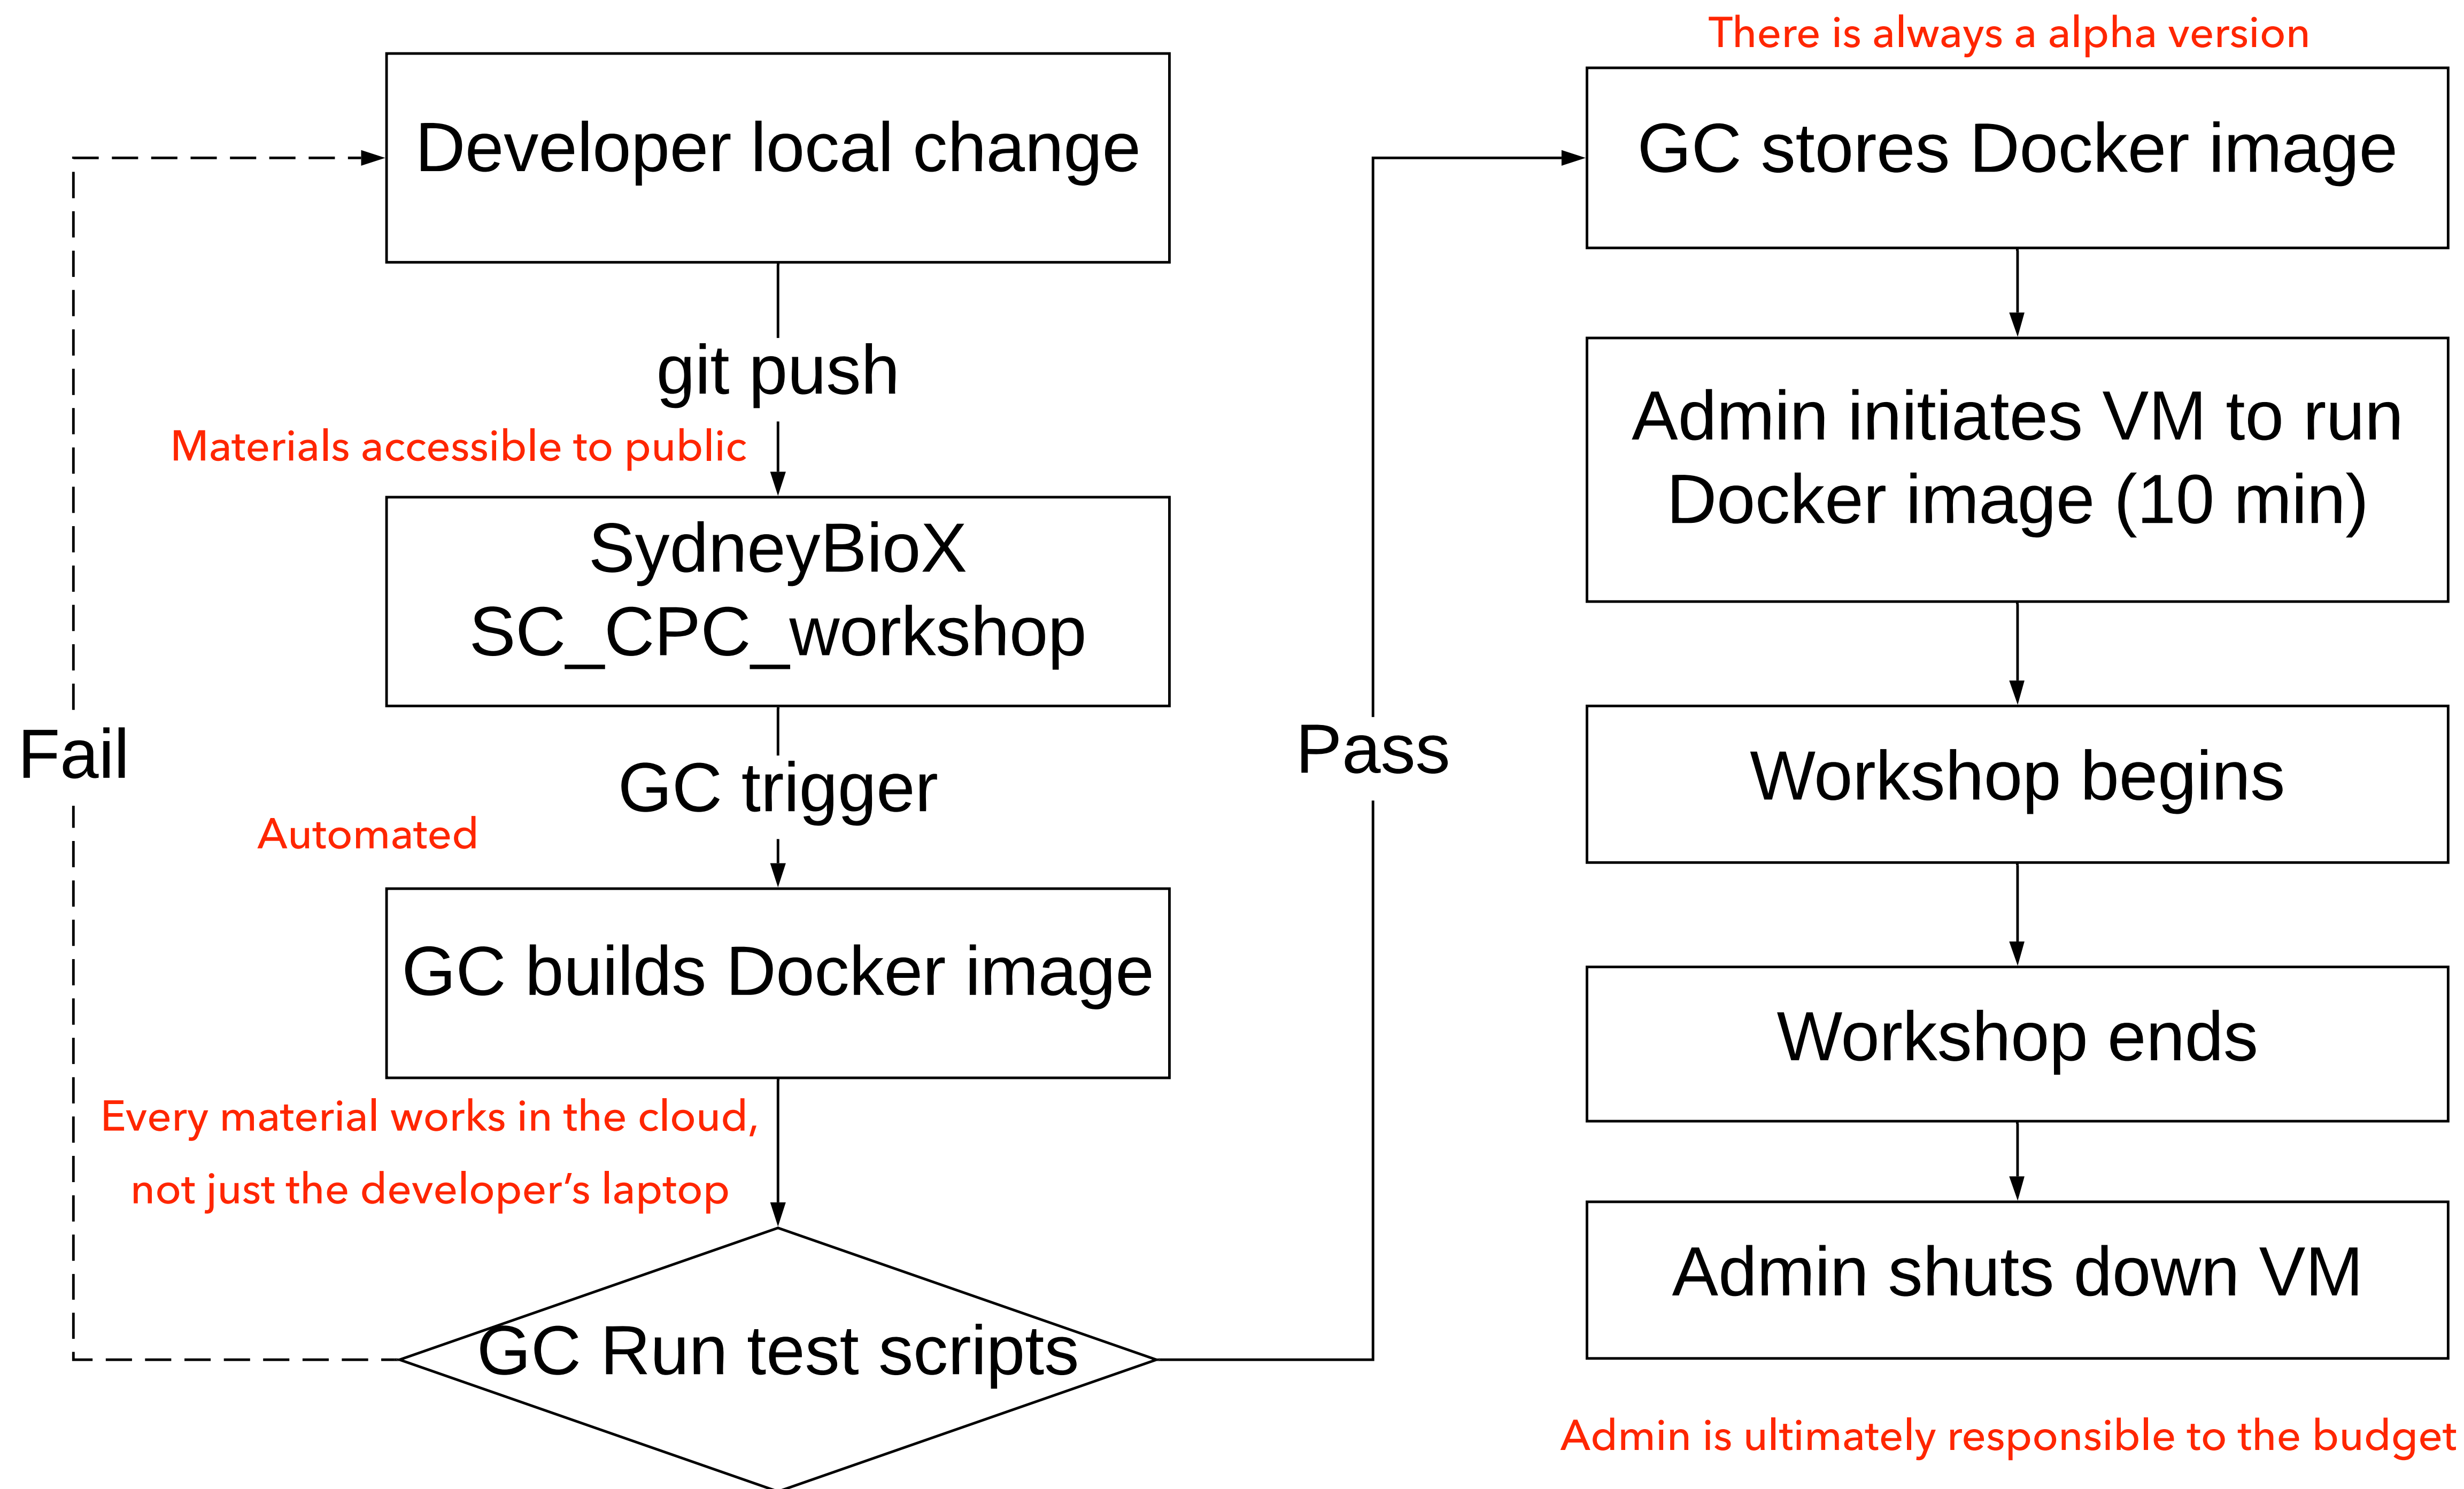 Developer local change
git push
Materials accessible to public
SydneyBioX
SC_CPC_workshop
GC trigger
Automated
GC builds Docker image
Every material works in the cloud,
not just the developer‘s laptop
GC Run test scripts
Fail
Pass
There is always a alpha version
GC stores Docker image
Admin initiates VM to run
Docker image (10 min)
Workshop begins
Workshop ends
Admin shuts down VM
Admin is ultimately responsible to the budget